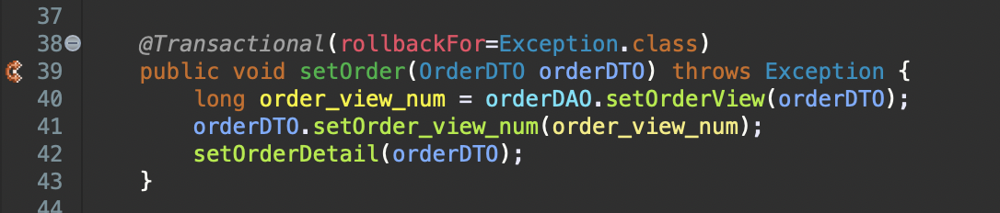 37
38 @Transactional(rollbackFor=Exception.class)
39 public void setOrder(OrderDTO orderDTO) throws Exception {
40 long order_view_num = orderDAO.setOrderView(orderDTO);
41 orderDTO.setOrder_view_num(order_view_num);
42 setOrderDetail(orderDTO);
43 }
44